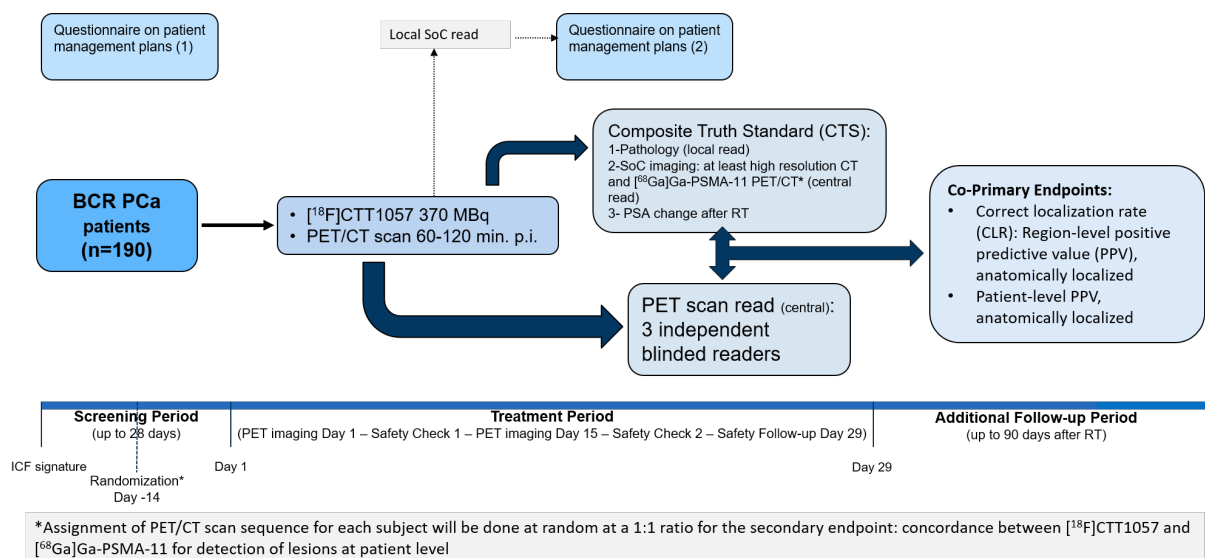 Questionnaire on patient
management plans (1)
Local SoC read
Questionnaire on patient
management plans (2)
BCR PCa
patients
(n=190)
• [¹⁸F]CTT1057 370 MBq
• PET/CT scan 60-120 min. p.i.
Composite Truth Standard (CTS):
1-Pathology (local read)
2-SoC imaging: at least high resolution CT
and [⁶⁸Ga]Ga-PSMA-11 PET/CT* (central
read)
3- PSA change after RT
PET scan read (central):
3 independent
blinded readers
Co-Primary Endpoints:
• Correct localization rate
(CLR): Region-level positive
predictive value (PPV),
anatomically localized
• Patient-level PPV,
anatomically localized
Screening Period
(up to 28 days)
Treatment Period
(PET imaging Day 1 – Safety Check 1 – PET imaging Day 15 – Safety Check 2 – Safety Follow-up Day 29)
Additional Follow-up Period
(up to 90 days after RT)
ICF signature
Randomization*
Day -14
Day 1
Day 29
*Assignment of PET/CT scan sequence for each subject will be done at random at a 1:1 ratio for the secondary endpoint: concordance between [¹⁸F]CTT1057 and
[⁶⁸Ga]Ga-PSMA-11 for detection of lesions at patient level